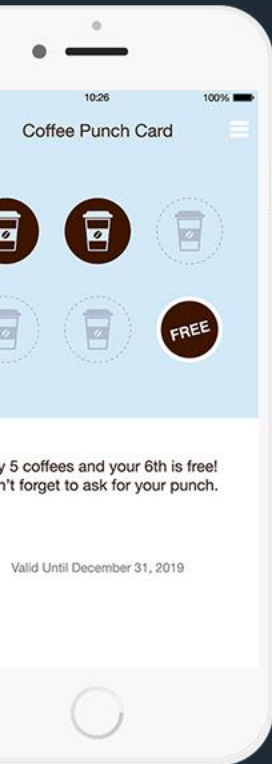 10:26 100%
Coffee Punch Card
FREE
y 5 coffees and your 6th is free!
n't forget to ask for your punch.
Valid Until December 31, 2019